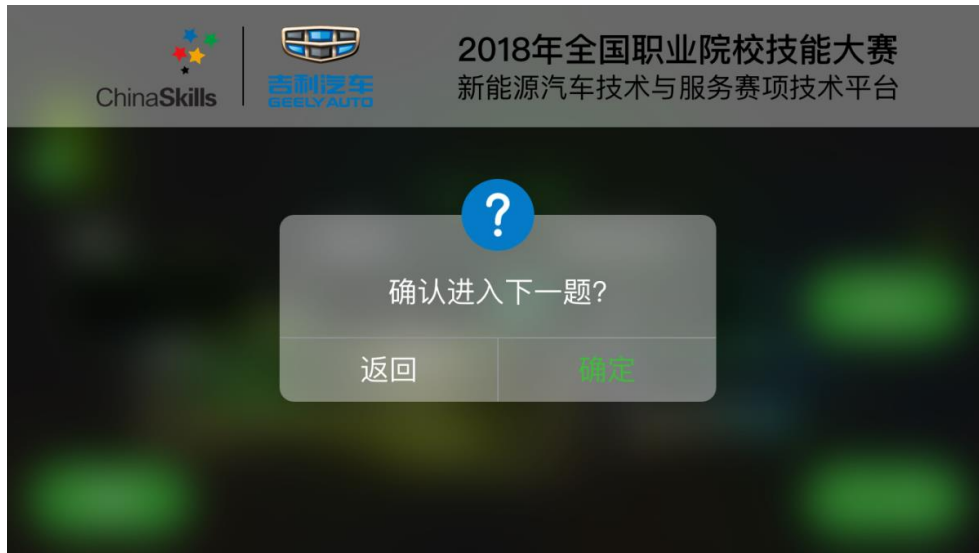 ChinaSkills
吉利汽车
GEELY AUTO
2018年全国职业院校技能大赛
新能源汽车技术与服务赛项技术平台
?
确认进入下一题?
返回
确定